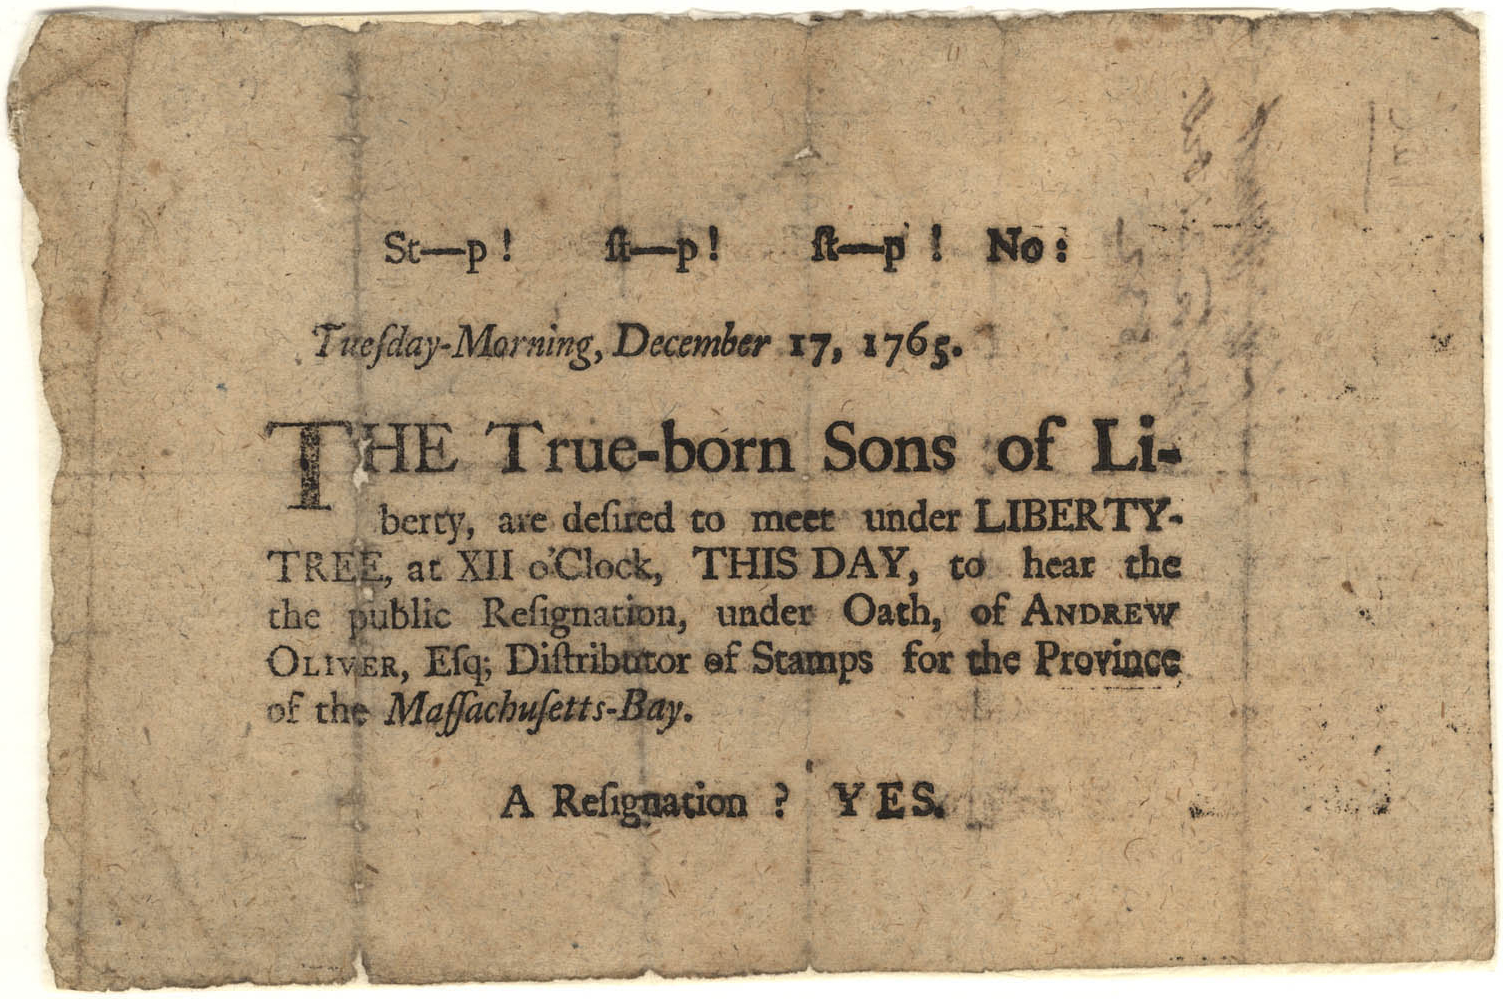 St—p! ſt—p! ſt—p! No:
Tueſday-Morning, December 17, 1765.
THE True-born Sons of Li-
berty, are deſired to meet under LIBERTY-
TREE, at XII o'Clock, THIS DAY, to hear the
the public Reſignation, under Oath, of ANDREW
OLIVER, Eſq; Diſtributor of Stamps for the Province
of the Maſſachuſetts-Bay.
A Reſignation? YES.